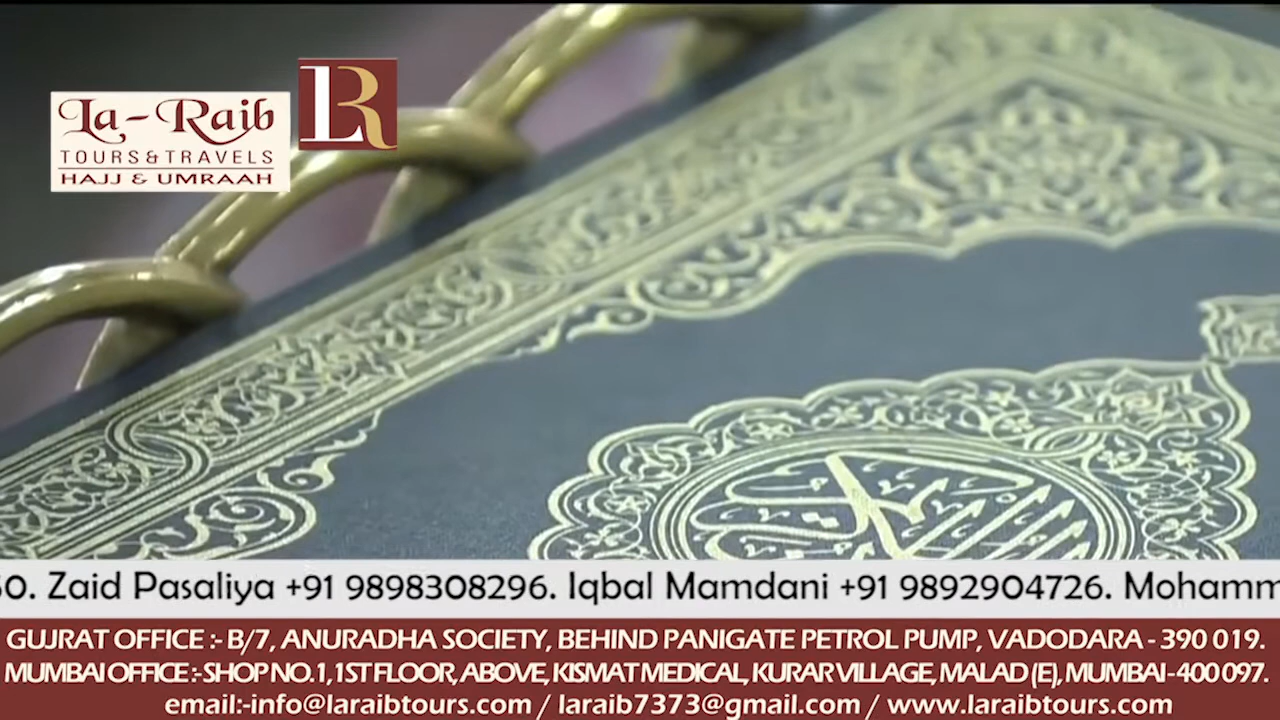 La-Raib
TOURS & TRAVELS
HAJJ & UMRAAH
LR
60. Zaid Pasaliya +91 9898308296. Iqbal Mamdani +91 9892904726. Mohamm
GUJRAT OFFICE :- B/7, ANURADHA SOCIETY, BEHIND PANIGATE PETROL PUMP, VADODARA - 390 019.
MUMBAI OFFICE :- SHOP NO. 1, 1ST FLOOR, ABOVE, KISMAT MEDICAL, KURAR VILLAGE, MALAD (E), MUMBAI - 400 097.
email:-info@laraibtours.com / laraib7373@gmail.com / www.laraibtours.com